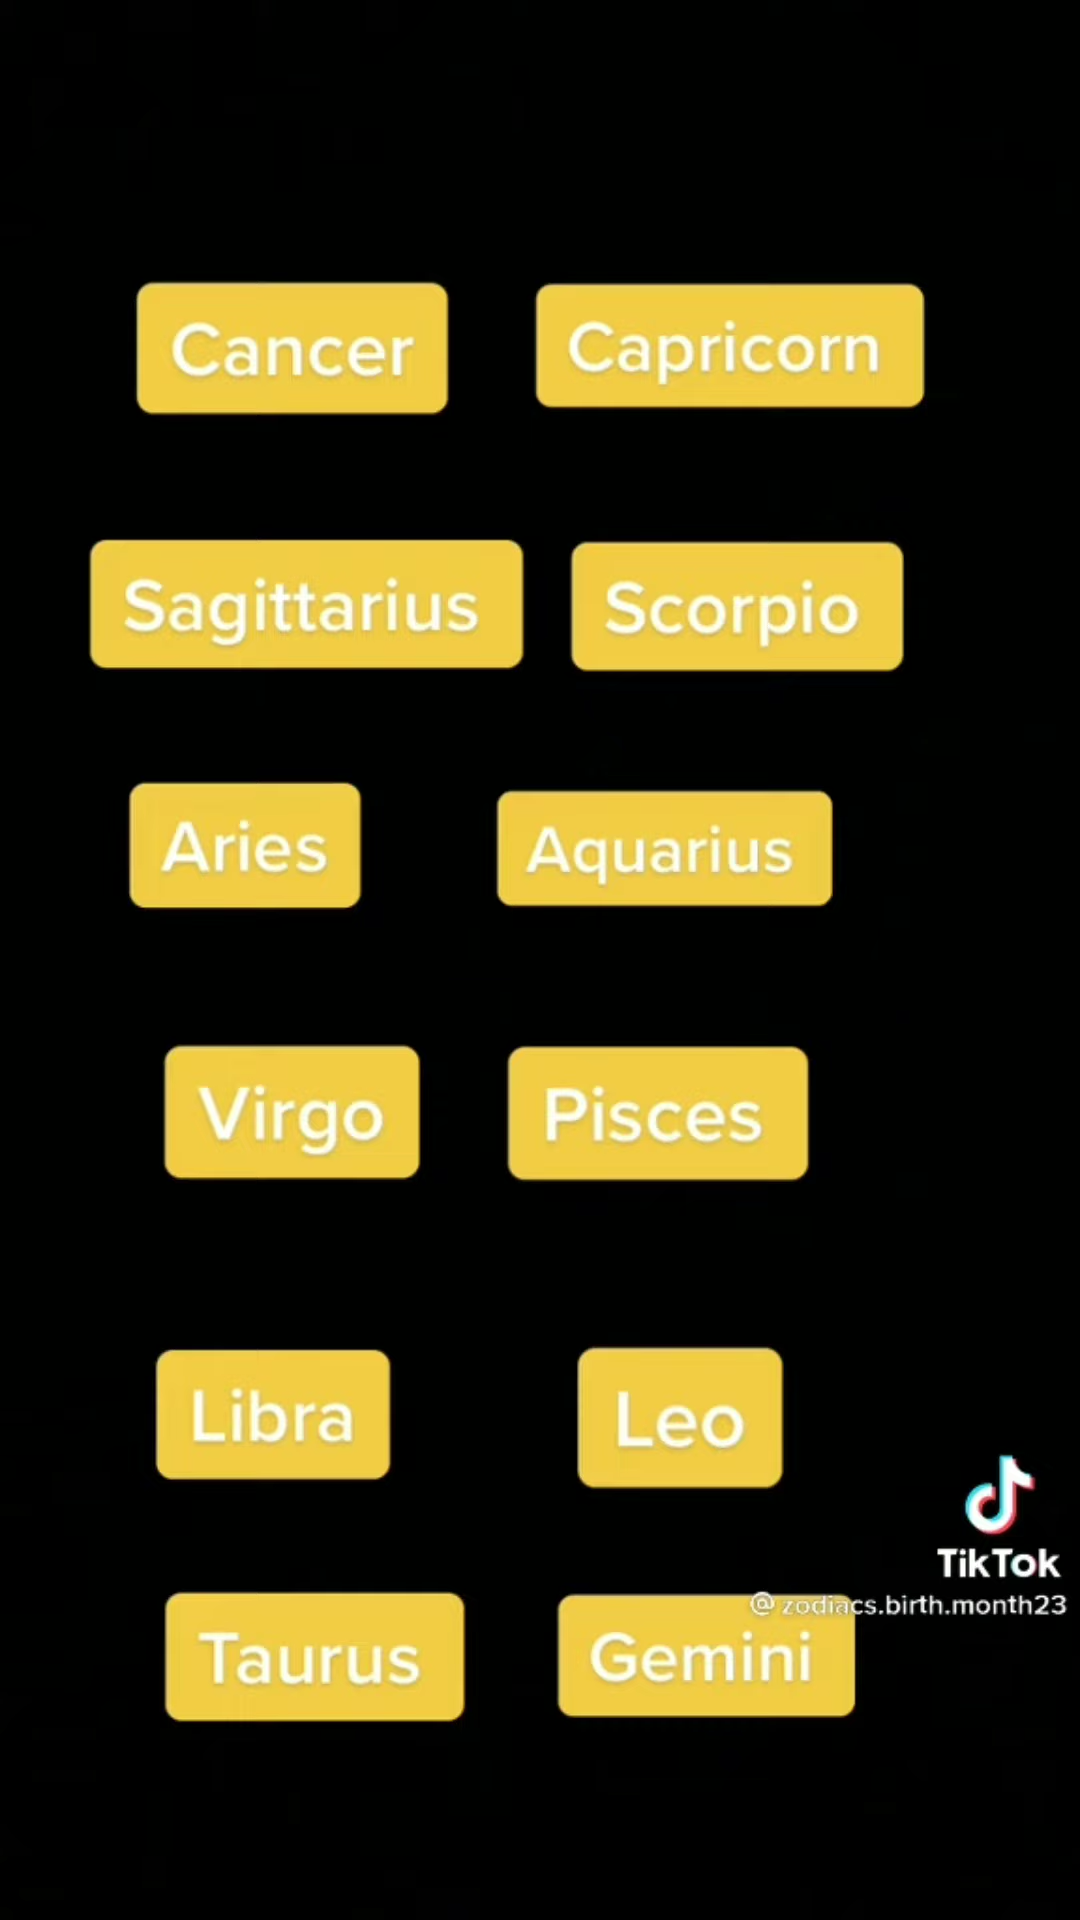 Cancer
Capricorn
Sagittarius
Scorpio
Aries
Aquarius
Virgo
Pisces
Libra
Leo
TikTok
@ zodiacs.birth.month23
Taurus
Gemini